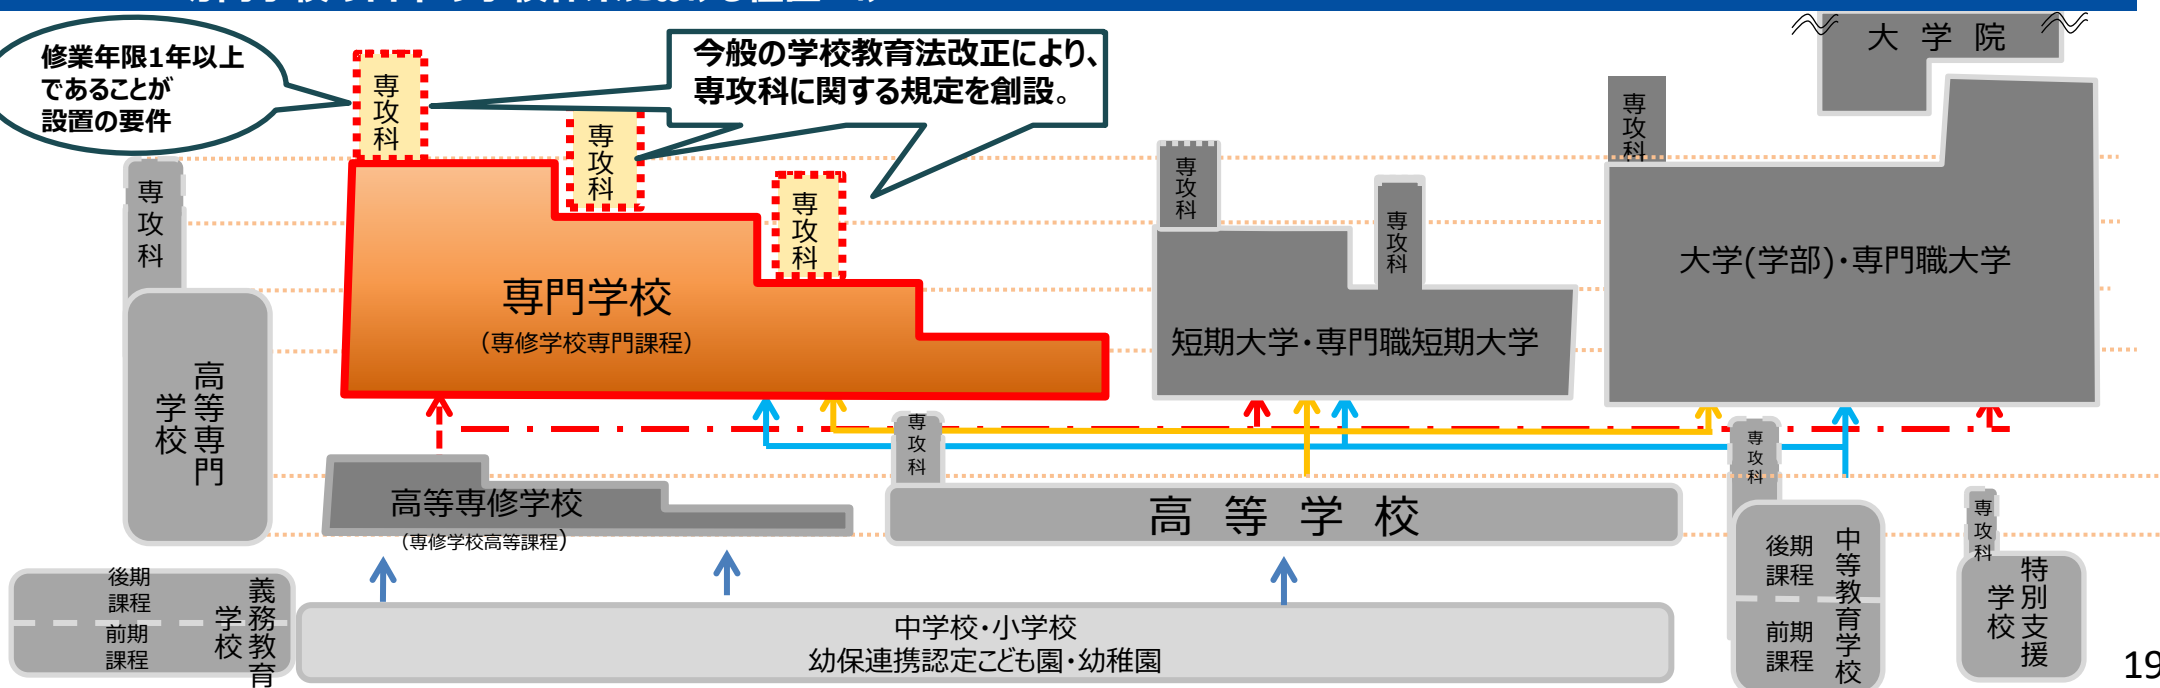 修業年限1年以上
であることが
設置の要件
今般の学校教育法改正により、
専攻科に関する規定を創設。
大 学 院
専攻科
専攻科
専攻科
専攻科
専攻科
専攻科
専攻科
専門学校
（専修学校専門課程）
短期大学・専門職短期大学
大学(学部)・専門職大学
高等専門
学校
専攻科
専攻科
高等専修学校
（専修学校高等課程）
高 等 学 校
専攻科
後期
課程
前期
課程
中等教育学校
特別支援
学校
後期
課程
前期
課程
義務教育
学校
中学校・小学校
幼保連携認定こども園・幼稚園
19